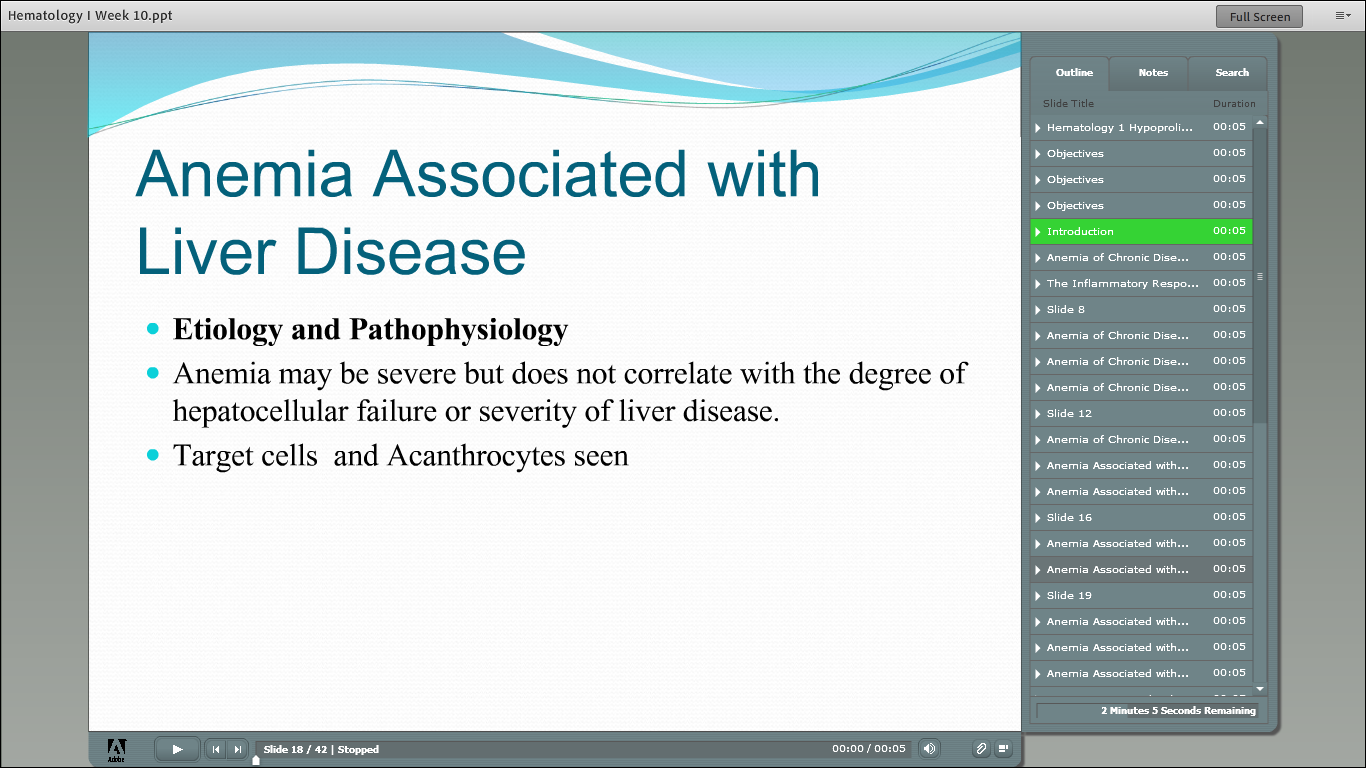 Hematology I Week 10.ppt
Full Screen
Anemia Associated with
Liver Disease
Etiology and Pathophysiology
Anemia may be severe but does not correlate with the degree of
hepatocellular failure or severity of liver disease.
Target cells  and Acanthrocytes seen
Outline Notes Search
Slide Title Duration
Hematology 1 Hypoproli... 00:05
Objectives 00:05
Objectives 00:05
Objectives 00:05
Introduction 00:05
Anemia of Chronic Dise... 00:05
The Inflammatory Respo... 00:05
Slide 8 00:05
Anemia of Chronic Dise... 00:05
Anemia of Chronic Dise... 00:05
Anemia of Chronic Dise... 00:05
Slide 12 00:05
Anemia of Chronic Dise... 00:05
Anemia Associated with... 00:05
Anemia Associated with... 00:05
Slide 16 00:05
Anemia Associated with... 00:05
Anemia Associated with... 00:05
Slide 19 00:05
Anemia Associated with... 00:05
Anemia Associated with... 00:05
Anemia Associated with... 00:05
2 Minutes 5 Seconds Remaining
Adobe
Slide 18 / 42 | Stopped
00:00 / 00:05